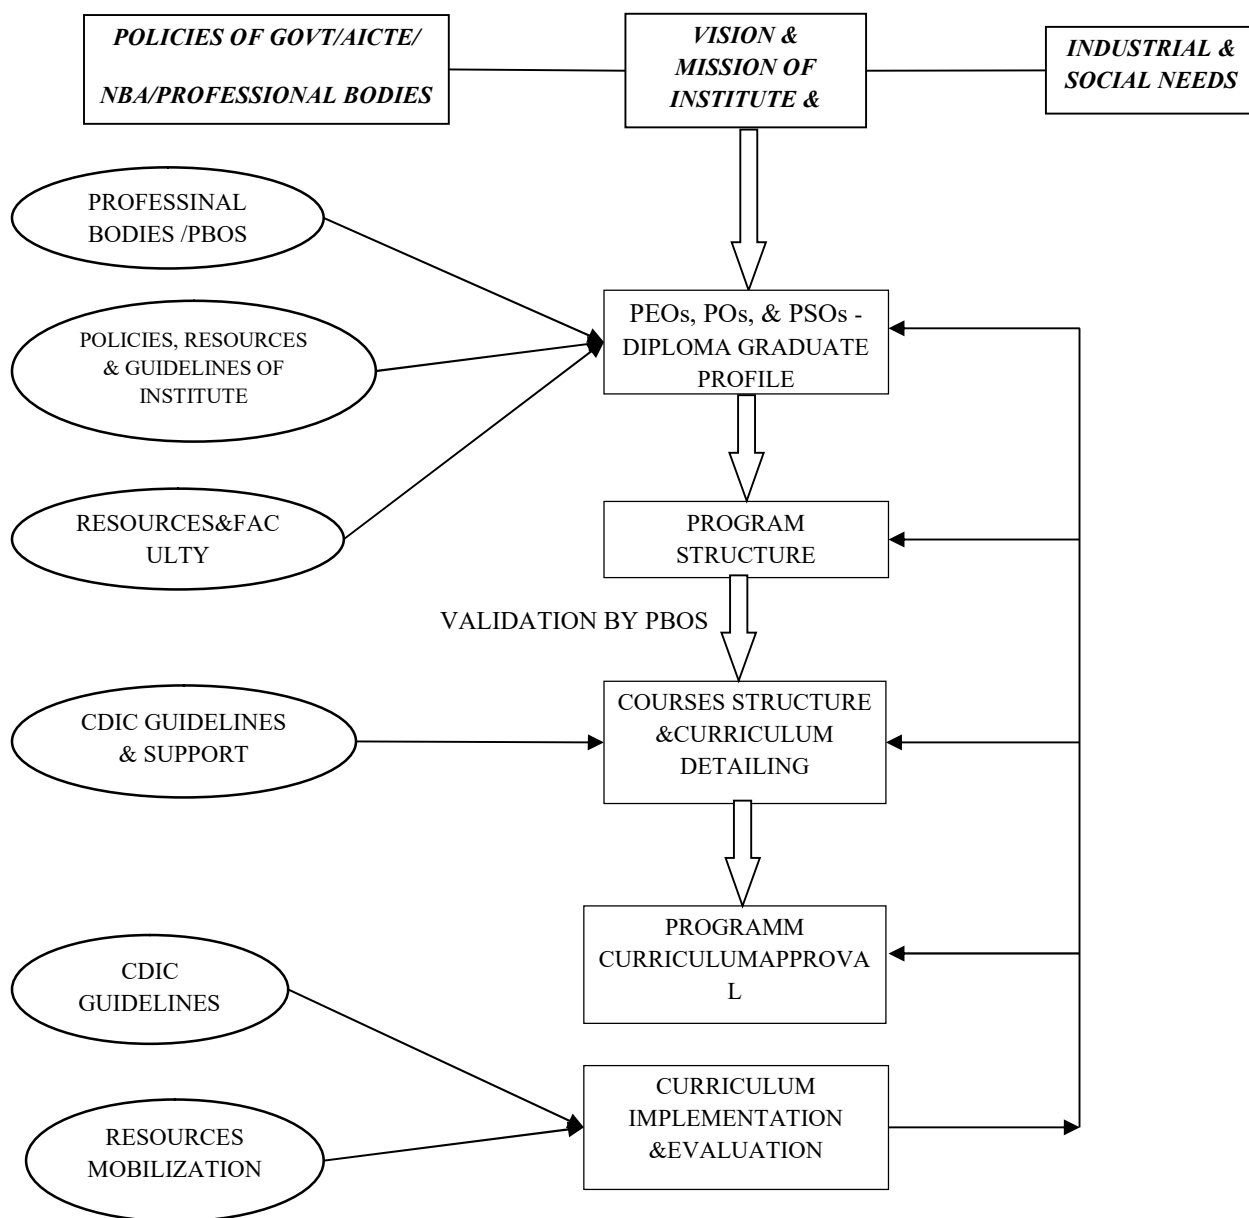 POLICIES OF GOVT/AICTE/
NBA/PROFESSIONAL BODIES
VISION &
MISSION OF
INSTITUTE &
INDUSTRIAL &
SOCIAL NEEDS
PROFESSINAL
BODIES /PBOS
POLICIES, RESOURCES
& GUIDELINES OF
INSTITUTE
PEOs, POs, & PSOs -
DIPLOMA GRADUATE
PROFILE
RESOURCES&FAC
ULTY
PROGRAM
STRUCTURE
VALIDATION BY PBOS
CDIC GUIDELINES
& SUPPORT
COURSES STRUCTURE
&CURRICULUM
DETAILING
PROGRAMM
CURRICULUMAPPROVA
L
CDIC
GUIDELINES
CURRICULUM
IMPLEMENTATION
&EVALUATION
RESOURCES
MOBILIZATION